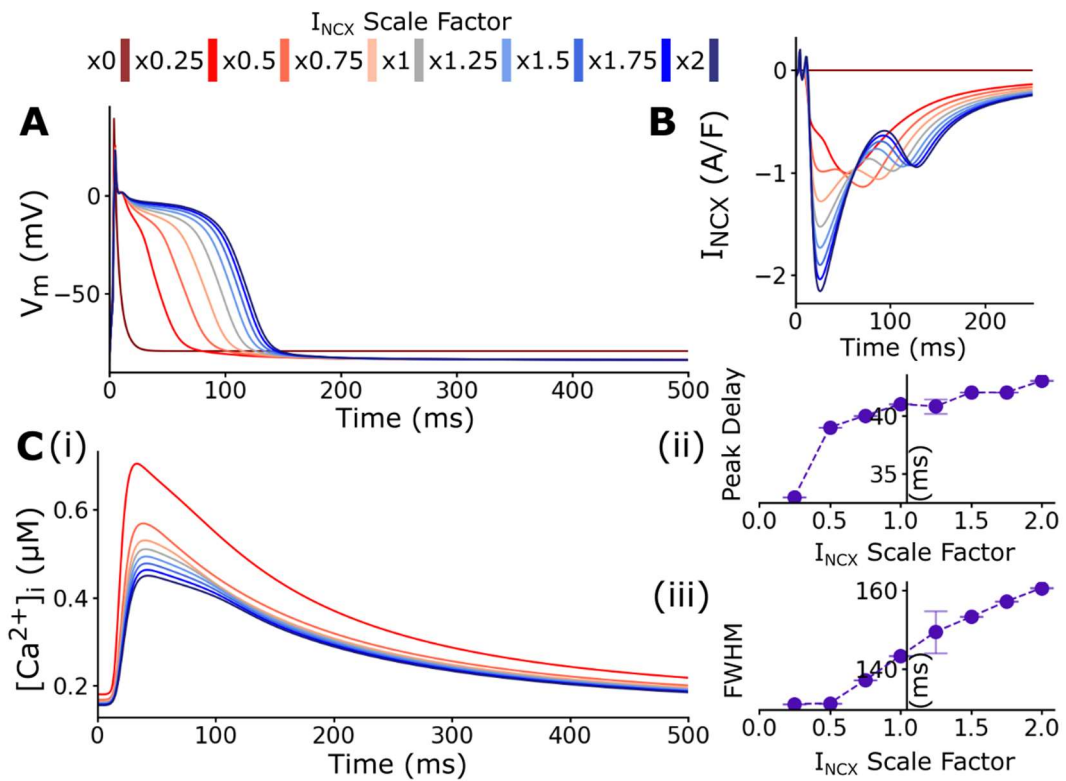 I_NCX Scale Factor
x0 x0.25 x0.5 x0.75 x1 x1.25 x1.5 x1.75 x2
A
V_m (mV)
0
−50
0 100 200 300 400 500
Time (ms)
B
I_NCX (A/F)
0
−1
−2
0 100 200
Time (ms)
C (i)
[Ca²⁺]_i (μM)
0.6
0.4
0.2
0 100 200 300 400 500
Time (ms)
(ii)
Peak Delay
(ms)
40
35
0.0 0.5 1.0 1.5 2.0
I_NCX Scale Factor
(iii)
FWHM
(ms)
160
140
0.0 0.5 1.0 1.5 2.0
I_NCX Scale Factor